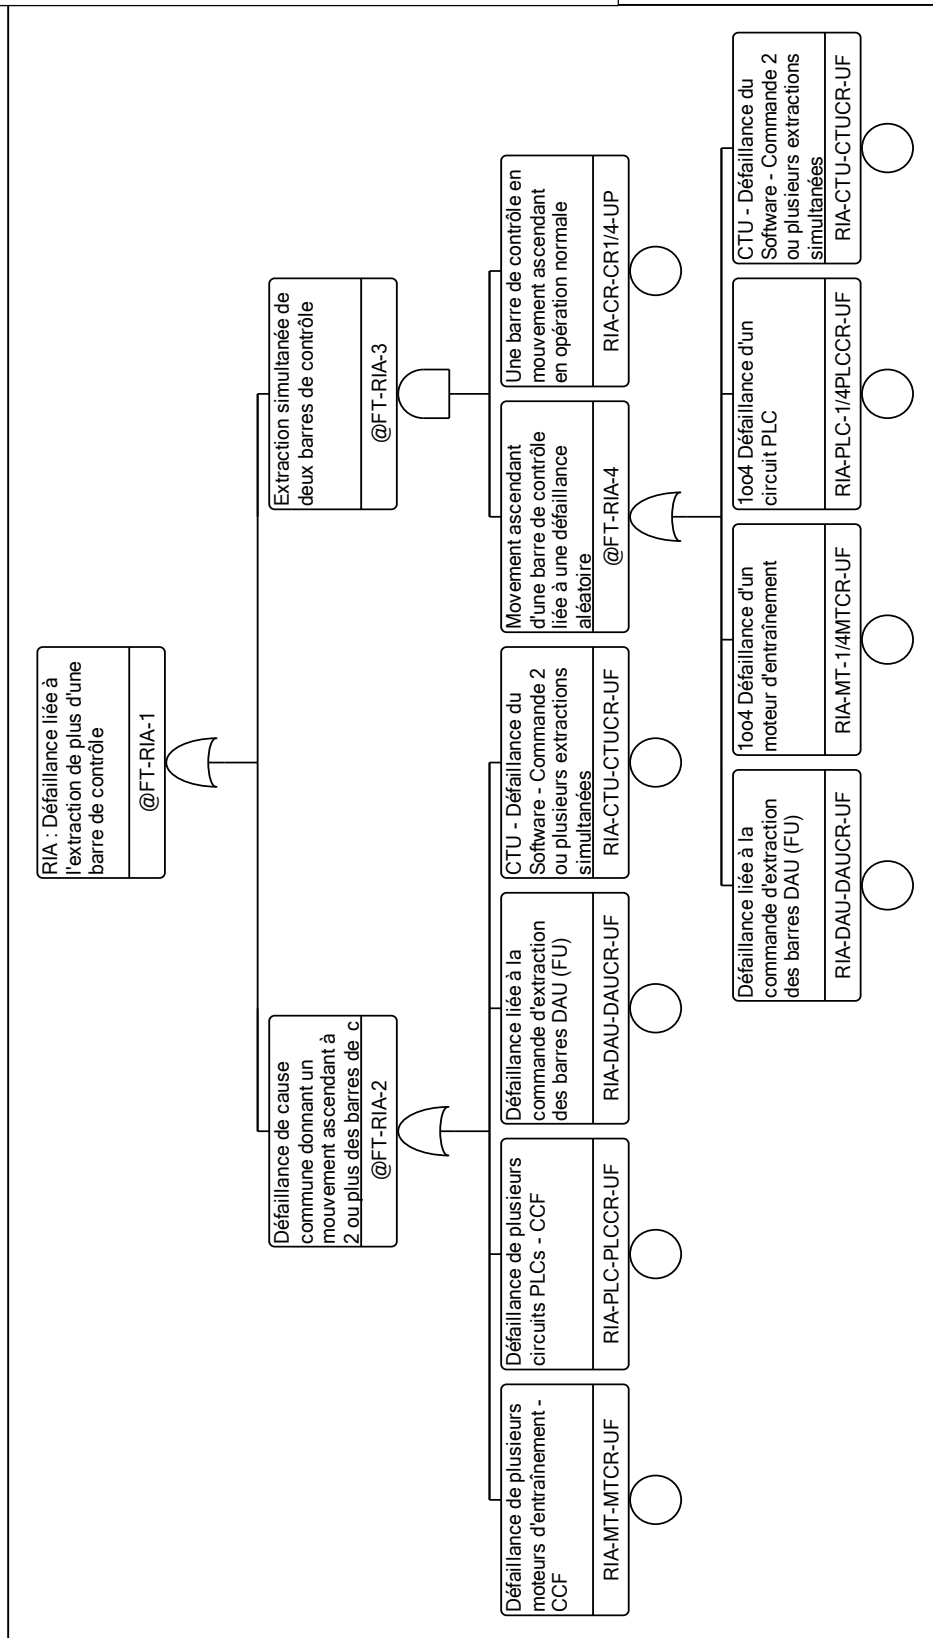 RIA : Défaillance liée à
l'extraction de plus d'une
barre de contrôle
@FT-RIA-1
Défaillance de cause
commune donnant un
mouvement ascendant à
2 ou plus des barres de c
@FT-RIA-2
Extraction simultanée de
deux barres de contrôle
@FT-RIA-3
Défaillance de plusieurs
moteurs d'entraînement -
CCF
RIA-MT-MTCR-UF
Défaillance de plusieurs
circuits PLCs - CCF
RIA-PLC-PLCCR-UF
Défaillance liée à la
commande d'extraction
des barres DAU (FU)
RIA-DAU-DAUCR-UF
CTU - Défaillance du
Software - Commande 2
ou plusieurs extractions
simultanées
RIA-CTU-CTUCR-UF
Movement ascendant
d'une barre de contrôle
liée à une défaillance
aléatoire
@FT-RIA-4
Une barre de contrôle en
mouvement ascendant
en opération normale
RIA-CR-CR1/4-UP
Défaillance liée à la
commande d'extraction
des barres DAU (FU)
RIA-DAU-DAUCR-UF
1oo4 Défaillance d'un
moteur d'entraînement
RIA-MT-1/4MTCR-UF
1oo4 Défaillance d'un
circuit PLC
RIA-PLC-1/4PLCCR-UF
CTU - Défaillance du
Software - Commande 2
ou plusieurs extractions
simultanées
RIA-CTU-CTUCR-UF